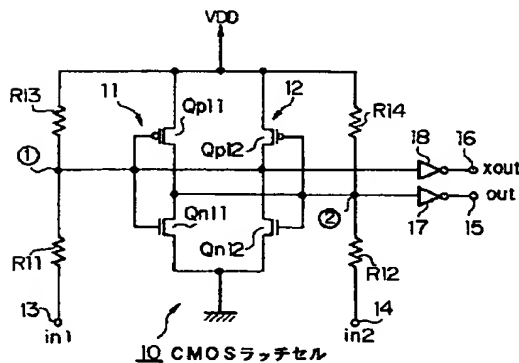 VDD
R13
11
Qp11
12
Qp12
R14
①
18
16
xout
out
Qn11
Qn12
②
17
15
R11
R12
13
in1
14
in2
10 CMOSラッチセル